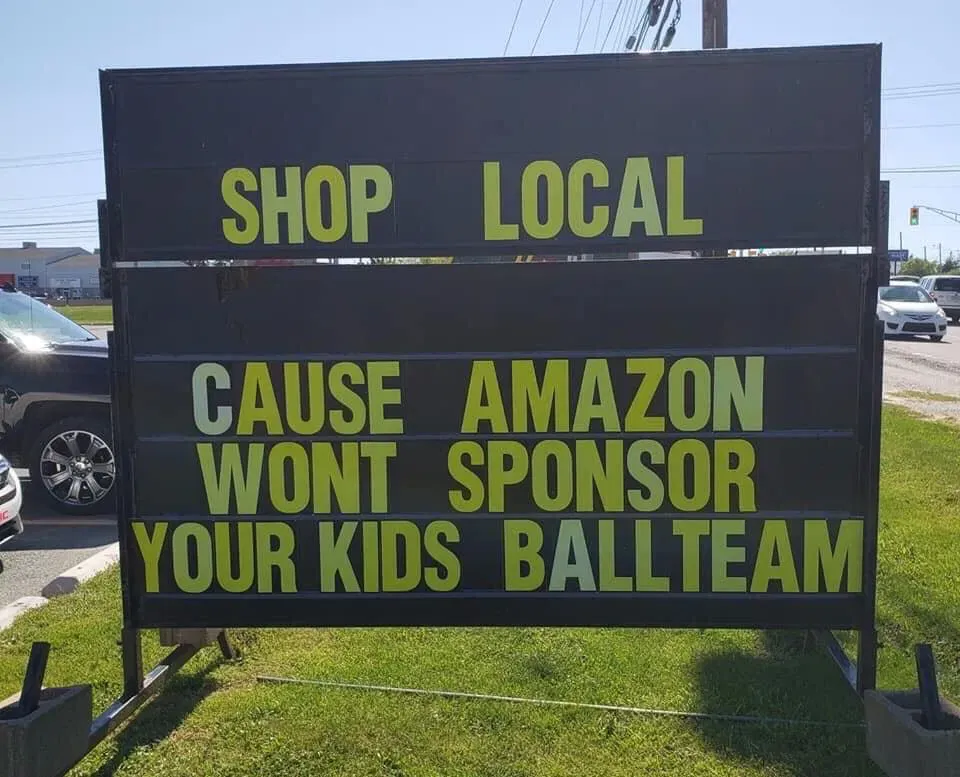 SHOP LOCAL
CAUSE AMAZON
WONT SPONSOR
YOUR KIDS BALLTEAM